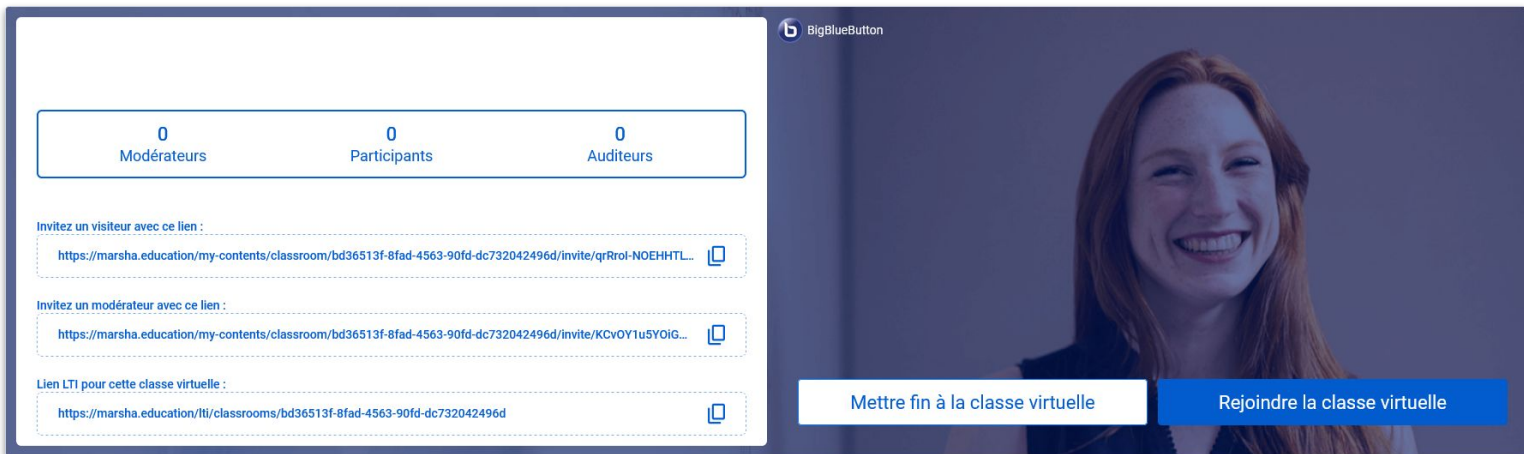 BigBlueButton
0
Modérateurs
0
Participants
0
Auditeurs
Invitez un visiteur avec ce lien :
https://marsha.education/my-contents/classroom/bd36513f-8fad-4563-90fd-dc732042496d/invite/qrRroI-NOEHHTL...
Invitez un modérateur avec ce lien :
https://marsha.education/my-contents/classroom/bd36513f-8fad-4563-90fd-dc732042496d/invite/KCvOY1u5YOiG...
Lien LTI pour cette classe virtuelle :
https://marsha.education/lti/classrooms/bd36513f-8fad-4563-90fd-dc732042496d
Mettre fin à la classe virtuelle
Rejoindre la classe virtuelle